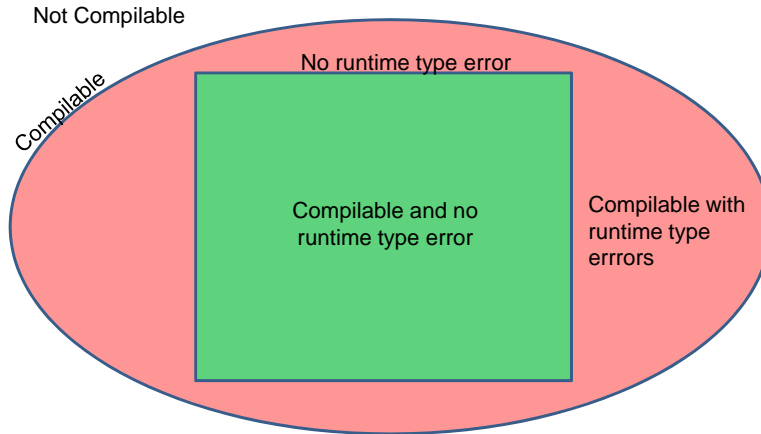 Not Compilable
No runtime type error
Compilable
Compilable and no
runtime type error
Compilable with
runtime type
errrors